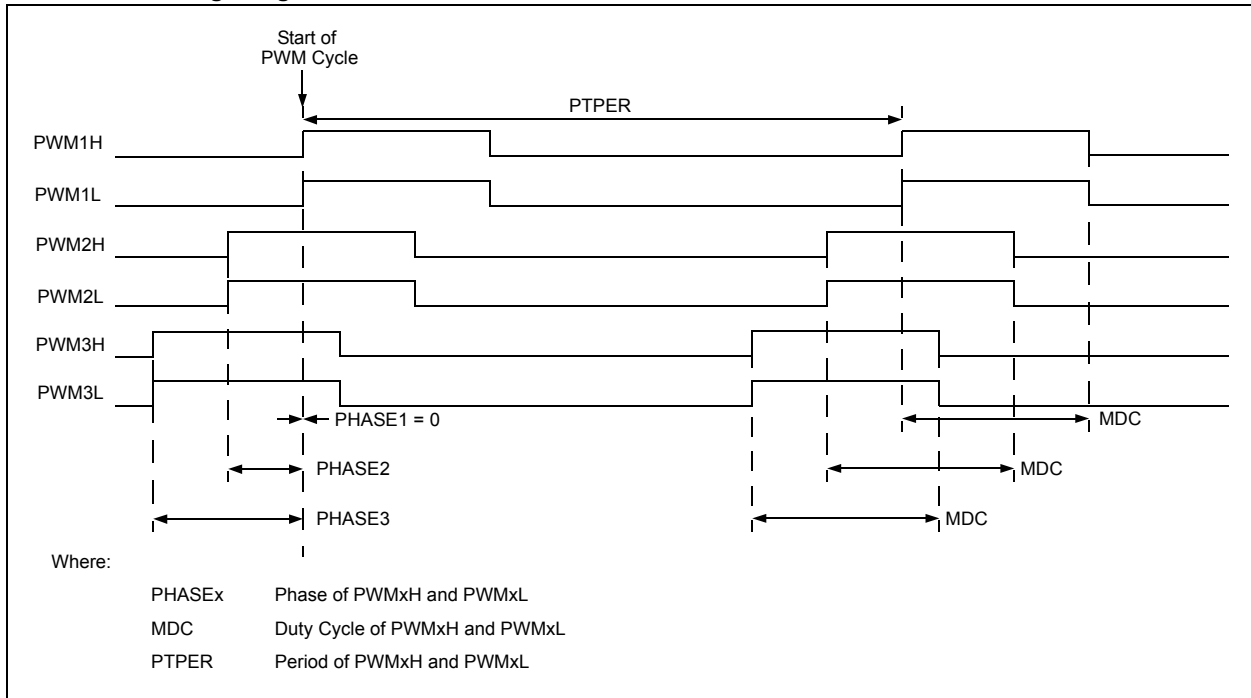 Start of
PWM Cycle
PTPER
PWM1H
PWM1L
PWM2H
PWM2L
PWM3H
PWM3L
PHASE1 = 0
MDC
PHASE2
MDC
PHASE3
MDC
Where:
PHASEx Phase of PWMxH and PWMxL
MDC Duty Cycle of PWMxH and PWMxL
PTPER Period of PWMxH and PWMxL